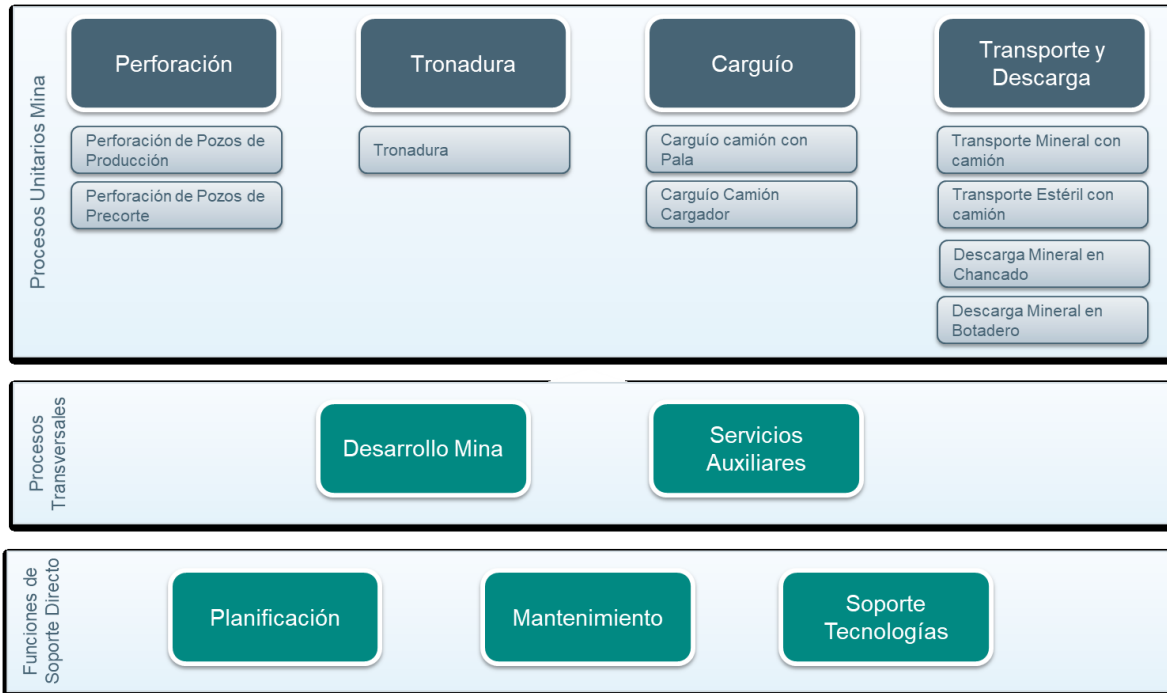 Procesos Unitarios Mina
Perforación
Perforación de Pozos de
Producción
Perforación de Pozos de
Precorte
Tronadura
Tronadura
Carguío
Carguío camión con
Pala
Carguío Camión
Cargador
Transporte y
Descarga
Transporte Mineral con
camión
Transporte Estéril con
camión
Descarga Mineral en
Chancado
Descarga Mineral en
Botadero
Procesos
Transversales
Desarrollo Mina
Servicios
Auxiliares
Funciones de
Soporte Directo
Planificación
Mantenimiento
Soporte
Tecnologías